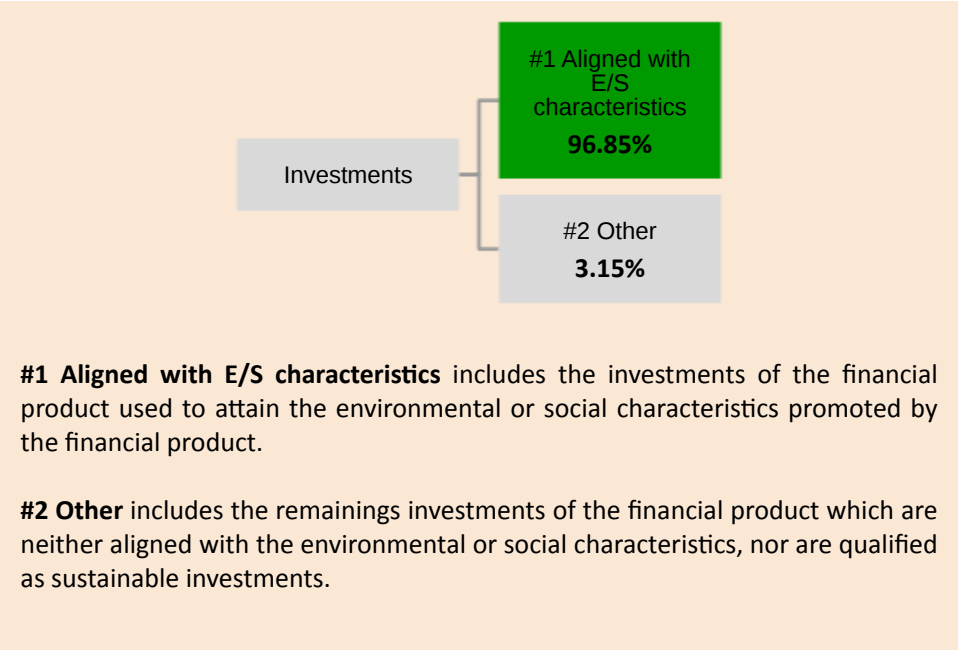 #1 Aligned with
E/S
characteristics
96.85%
Investments
#2 Other
3.15%
#1 Aligned with E/S characteristics includes the investments of the financial
product used to attain the environmental or social characteristics promoted by
the financial product.
#2 Other includes the remainings investments of the financial product which are
neither aligned with the environmental or social characteristics, nor are qualified
as sustainable investments.